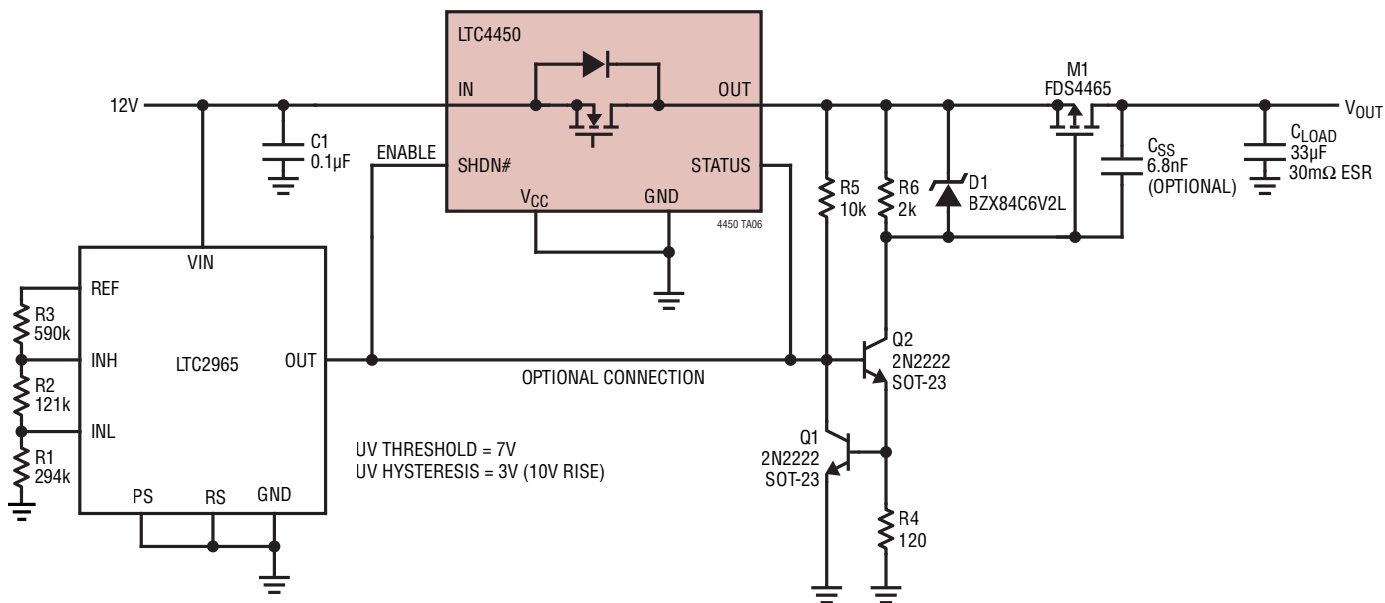 LTC4450
IN
OUT
SHDN#
STATUS
VCC
GND
4450 TA06
12V
C1
0.1µF
ENABLE
M1
FDS4465
VOUT
R5
10k
R6
2k
D1
BZX84C6V2L
CSS
6.8nF
(OPTIONAL)
CLOAD
33µF
30mΩ ESR
VIN
REF
INH
INL
LTC2965
OUT
PS
RS
GND
R3
590k
R2
121k
R1
294k
OPTIONAL CONNECTION
UV THRESHOLD = 7V
UV HYSTERESIS = 3V (10V RISE)
Q2
2N2222
SOT-23
Q1
2N2222
SOT-23
R4
120